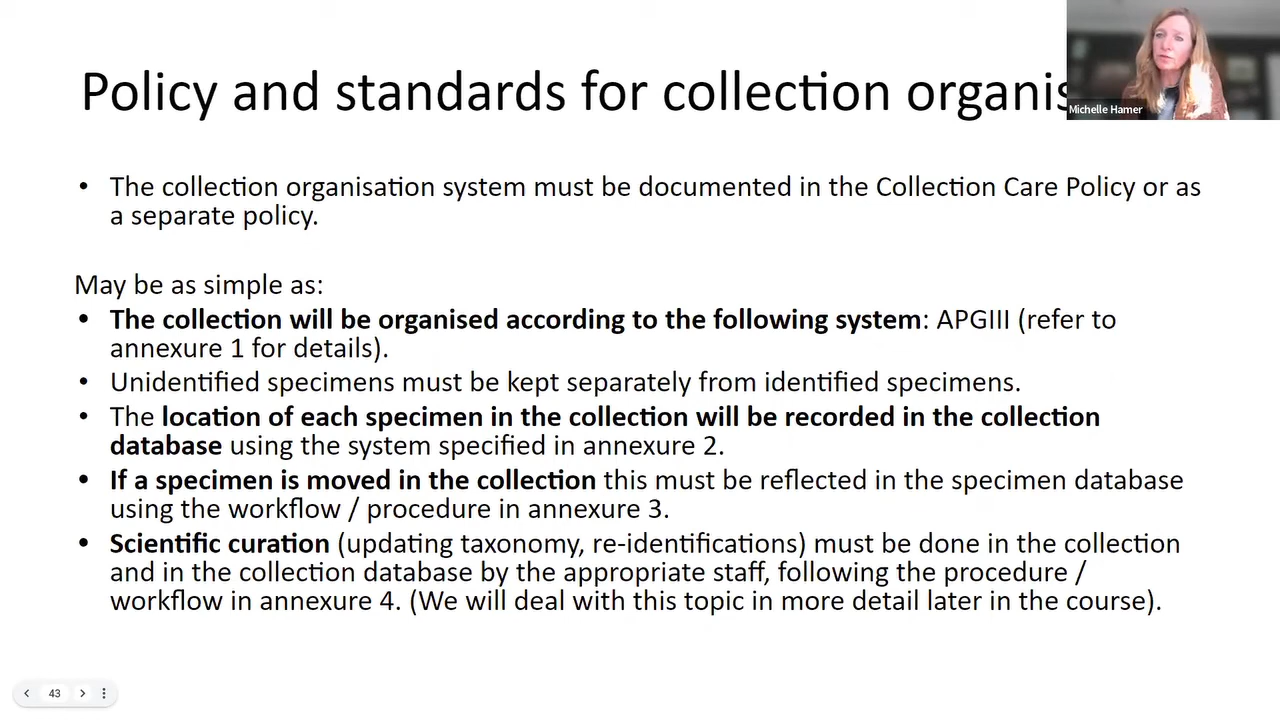 Policy and standards for collection organis
Michelle Hamer
• The collection organisation system must be documented in the Collection Care Policy or as
a separate policy.
May be as simple as:
• The collection will be organised according to the following system: APGIII (refer to
annexure 1 for details).
• Unidentified specimens must be kept separately from identified specimens.
• The location of each specimen in the collection will be recorded in the collection
database using the system specified in annexure 2.
• If a specimen is moved in the collection this must be reflected in the specimen database
using the workflow / procedure in annexure 3.
• Scientific curation (updating taxonomy, re-identifications) must be done in the collection
and in the collection database by the appropriate staff, following the procedure /
workflow in annexure 4. (We will deal with this topic in more detail later in the course).
43